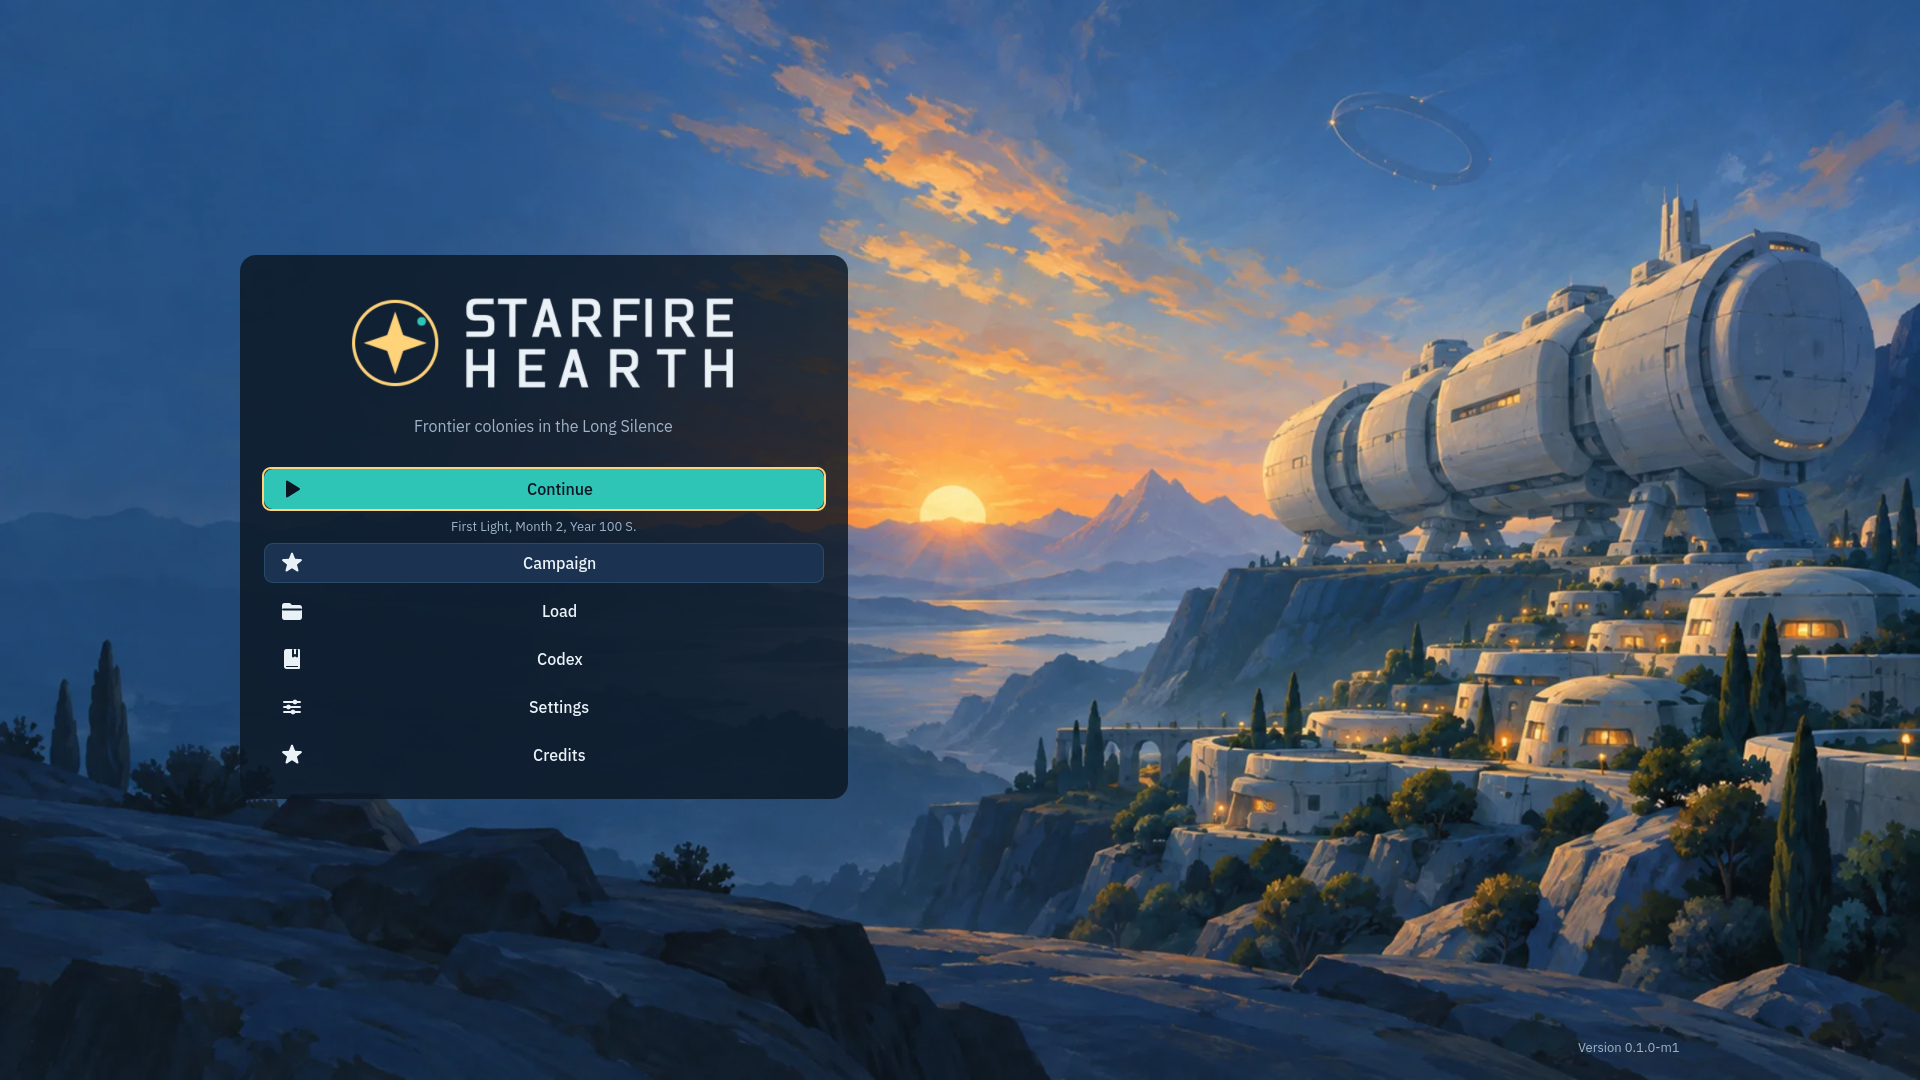 STARFIRE
HEARTH
Frontier colonies in the Long Silence
Continue
First Light, Month 2, Year 100 S.
Campaign
Load
Codex
Settings
Credits
Version 0.1.0-m1